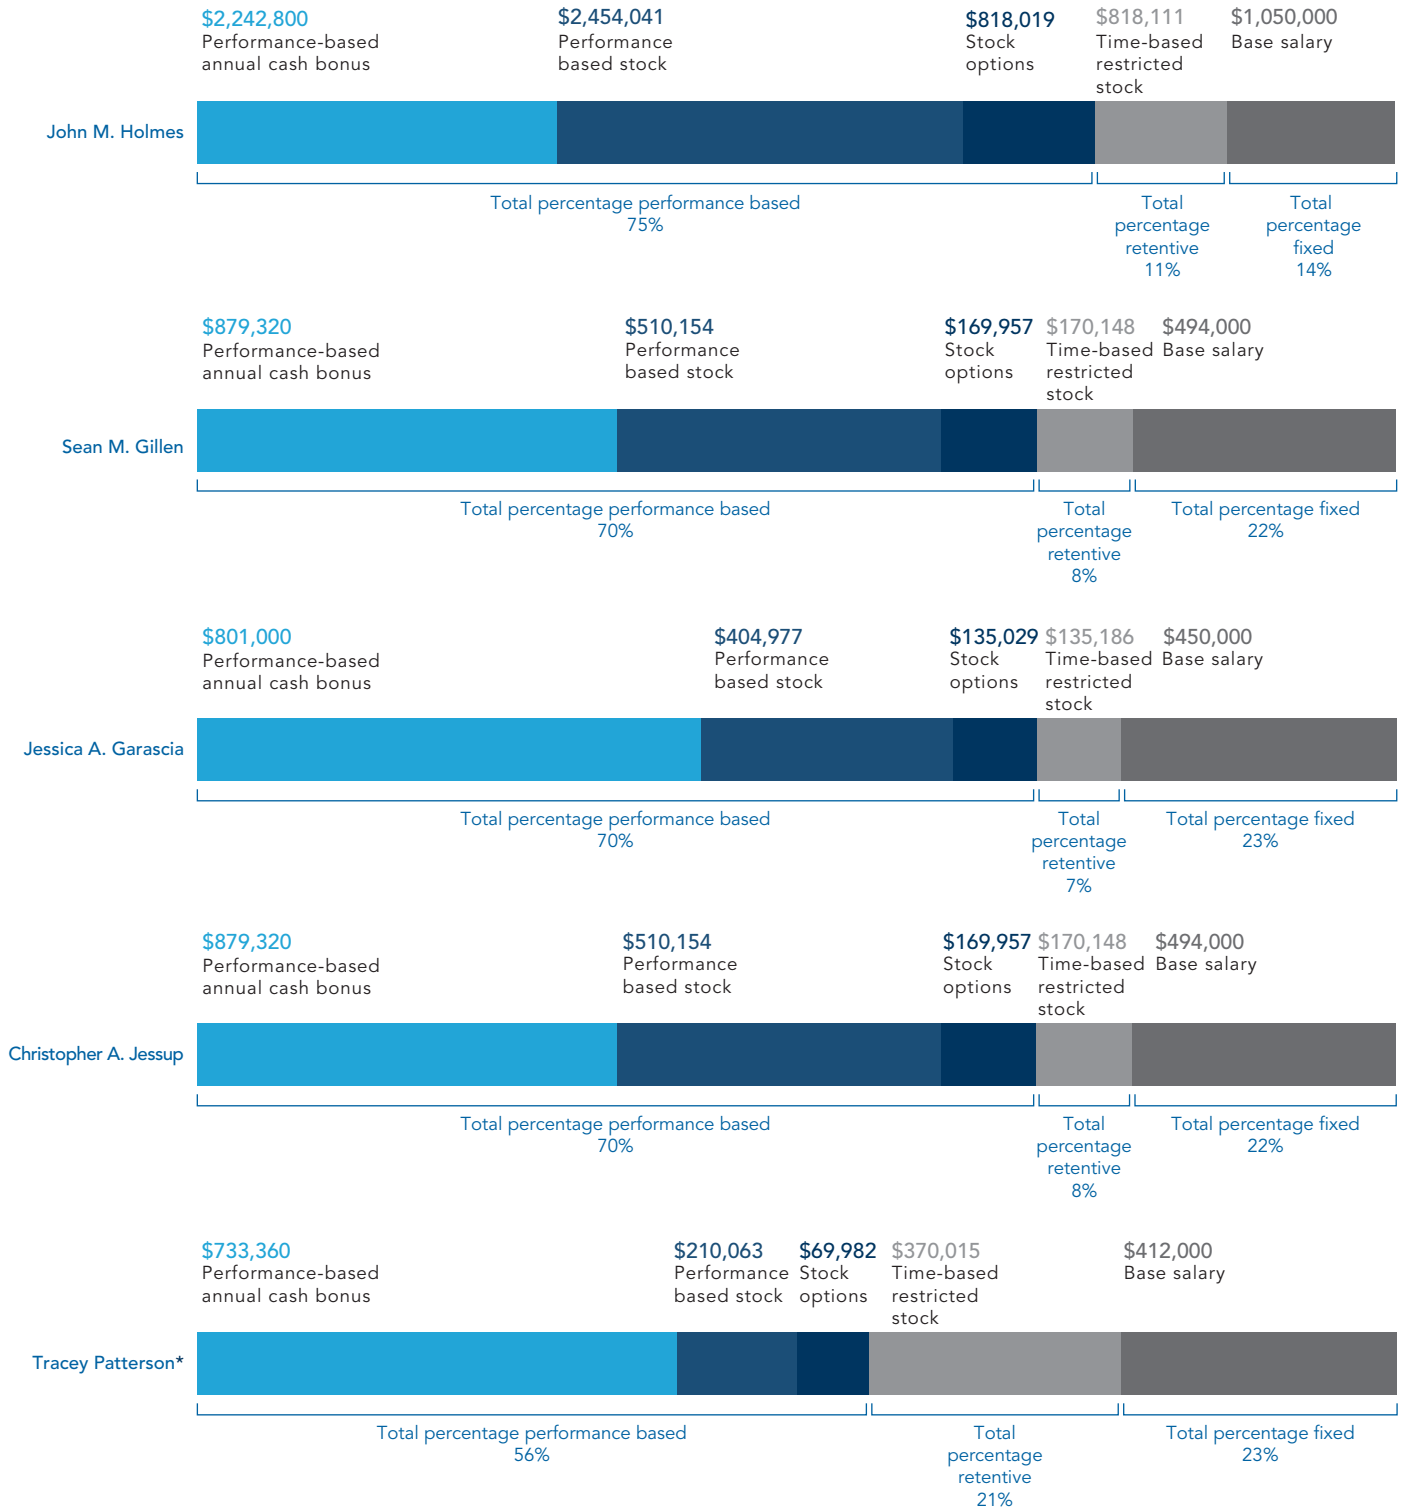 $2,242,800
Performance-based
annual cash bonus
$2,454,041
Performance
based stock
$818,019
Stock
options
$818,111
Time-based
restricted
stock
$1,050,000
Base salary
John M. Holmes
Total percentage performance based
75%
Total
percentage
retentive
11%
Total
percentage
fixed
14%
$879,320
Performance-based
annual cash bonus
$510,154
Performance
based stock
$169,957
Stock
options
$170,148
Time-based
restricted
stock
$494,000
Base salary
Sean M. Gillen
Total percentage performance based
70%
Total
percentage
retentive
8%
Total percentage fixed
22%
$801,000
Performance-based
annual cash bonus
$404,977
Performance
based stock
$135,029
Stock
options
$135,186
Time-based
restricted
stock
$450,000
Base salary
Jessica A. Garascia
Total percentage performance based
70%
Total
percentage
retentive
7%
Total percentage fixed
23%
$879,320
Performance-based
annual cash bonus
$510,154
Performance
based stock
$169,957
Stock
options
$170,148
Time-based
restricted
stock
$494,000
Base salary
Christopher A. Jessup
Total percentage performance based
70%
Total
percentage
retentive
8%
Total percentage fixed
22%
$733,360
Performance-based
annual cash bonus
$210,063
Performance
based stock
$69,982
Stock
options
$370,015
Time-based
restricted
stock
$412,000
Base salary
Tracey Patterson*
Total percentage performance based
56%
Total
percentage
retentive
21%
Total percentage fixed
23%